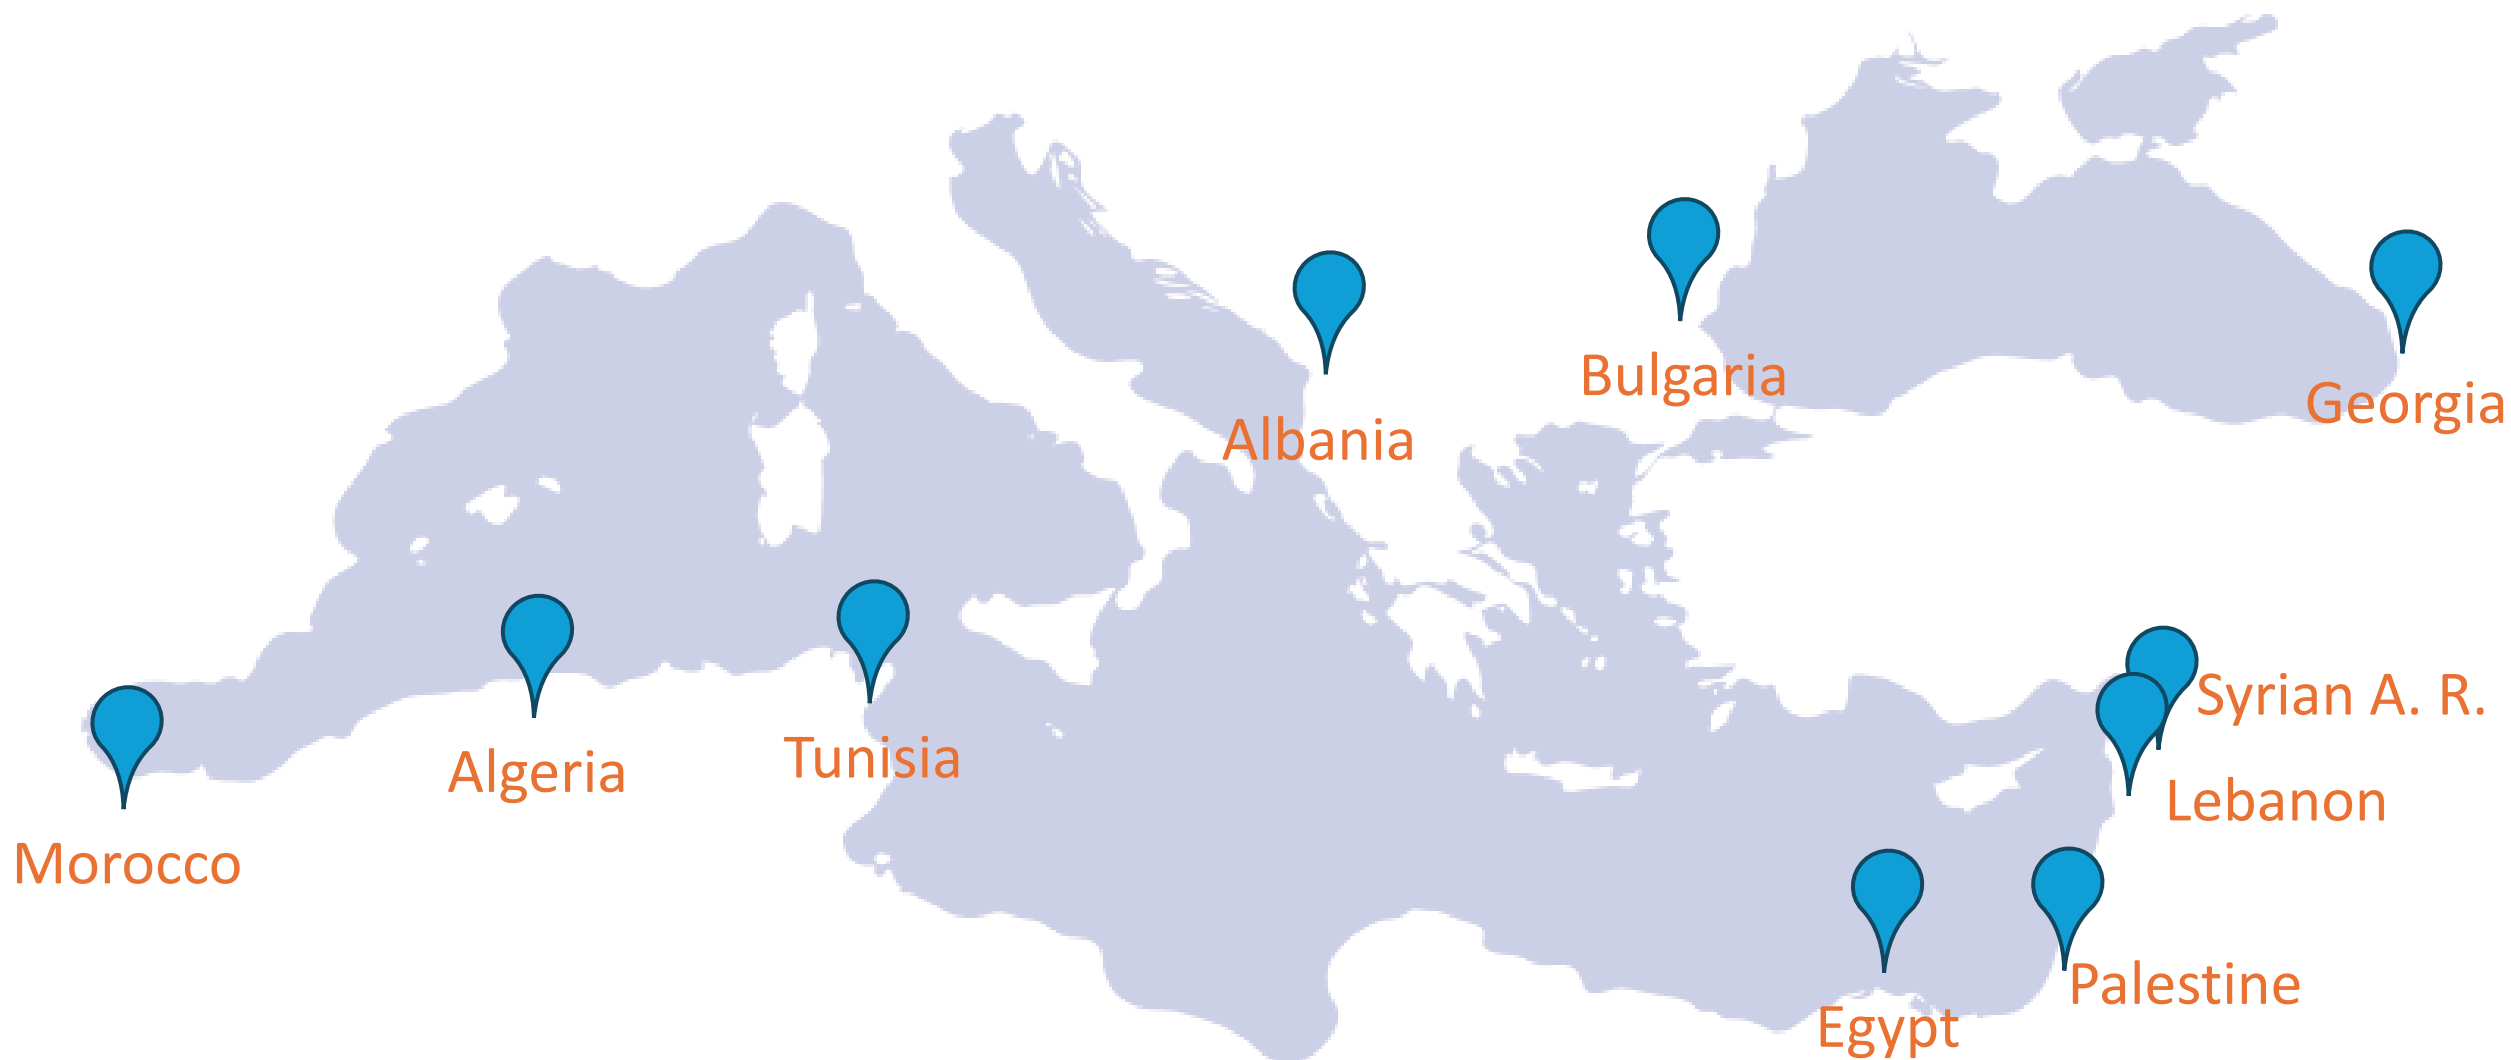 Bulgaria
Georgia
Albania
Syrian A. R.
Algeria
Tunisia
Lebanon
Morocco
Palestine
Egypt